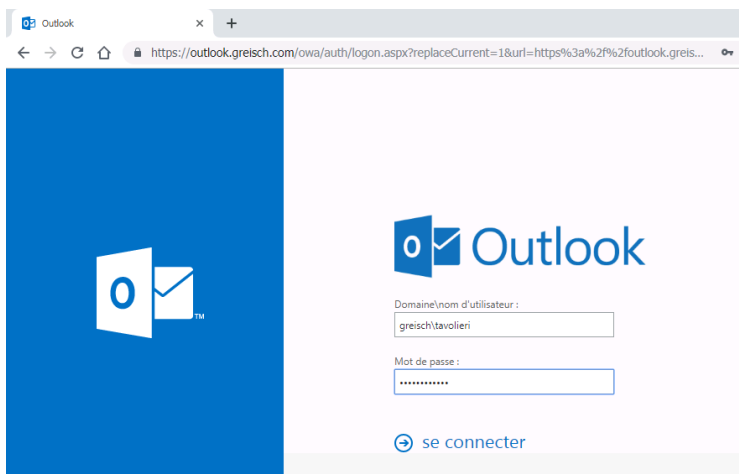 Outlook
https://outlook.greisch.com/owa/auth/logon.aspx?replaceCurrent=1&url=https%3a%2f%2foutlook.greis...
Outlook
Domaine\nom d'utilisateur :
greisch\tavolieri
Mot de passe :
••••••••••••
se connecter
TM